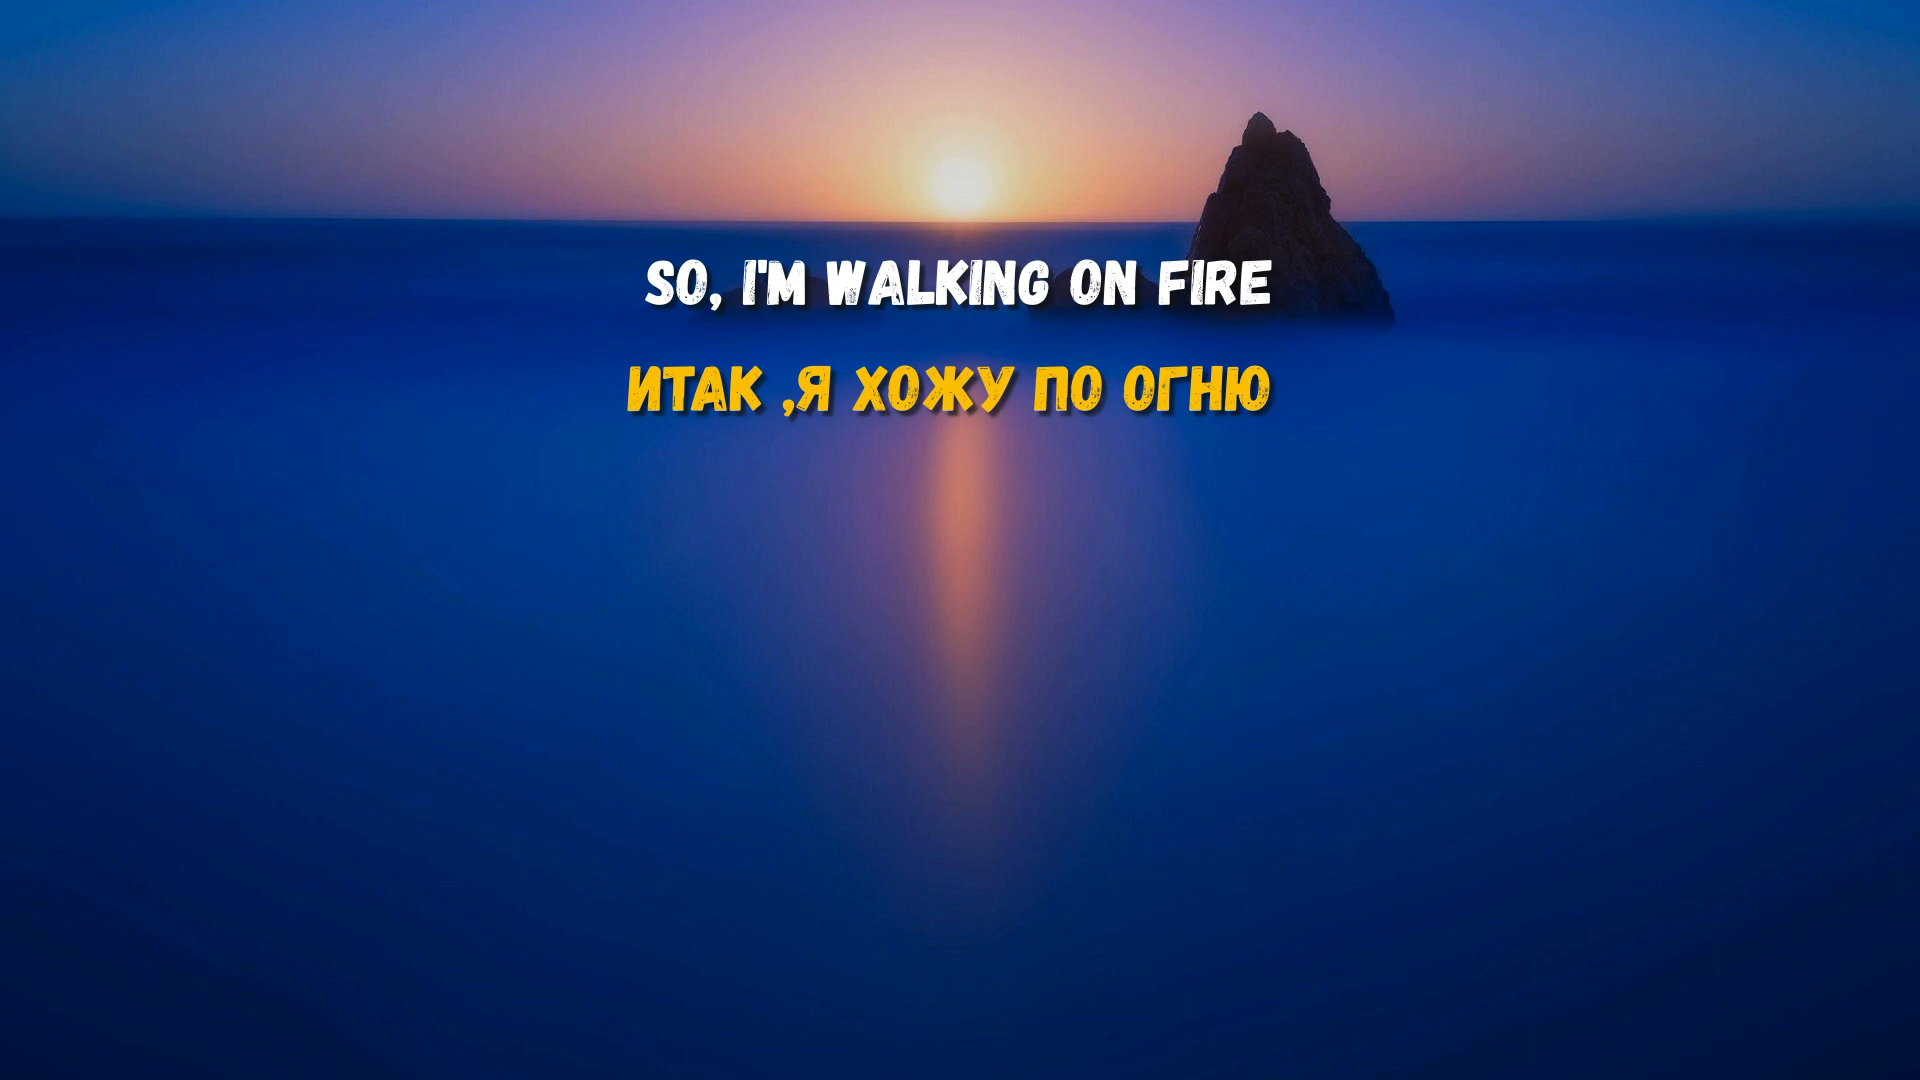 SO, I'M WALKING ON FIRE
ИТАК ,Я ХОЖУ ПО ОГНЮ